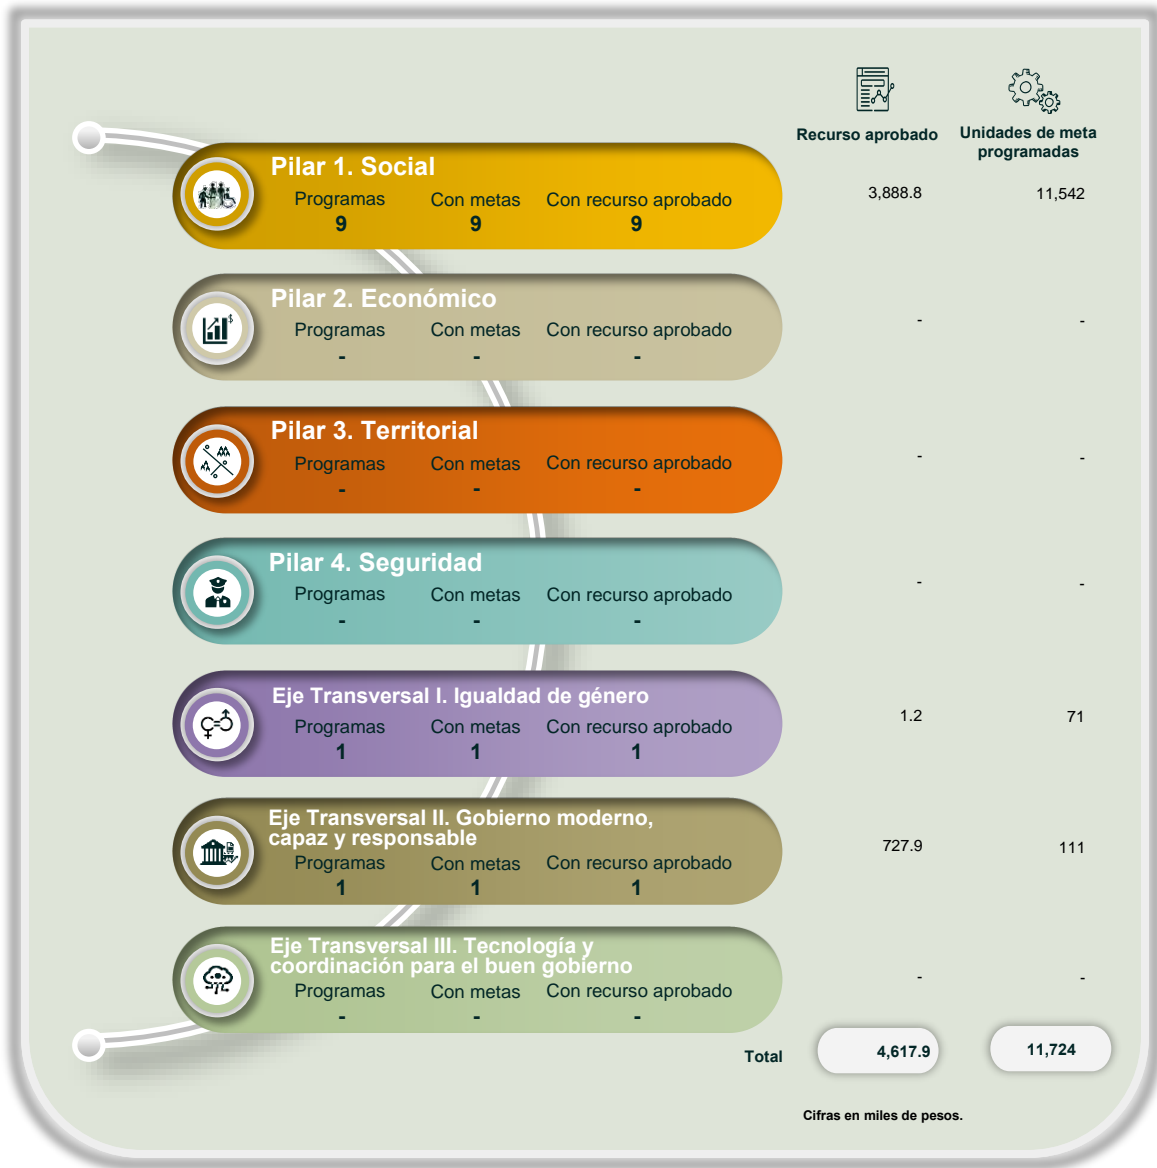 Recurso aprobado
Unidades de meta
programadas
Pilar 1. Social
Programas Con metas Con recurso aprobado
9 9 9
3,888.8 11,542
Pilar 2. Económico
Programas Con metas Con recurso aprobado
- - -
- -
Pilar 3. Territorial
Programas Con metas Con recurso aprobado
- - -
- -
Pilar 4. Seguridad
Programas Con metas Con recurso aprobado
- - -
- -
Eje Transversal I. Igualdad de género
Programas Con metas Con recurso aprobado
1 1 1
1.2 71
Eje Transversal II. Gobierno moderno,
capaz y responsable
Programas Con metas Con recurso aprobado
1 1 1
727.9 111
Eje Transversal III. Tecnología y
coordinación para el buen gobierno
Programas Con metas Con recurso aprobado
- - -
- -
Total 4,617.9 11,724
Cifras en miles de pesos.